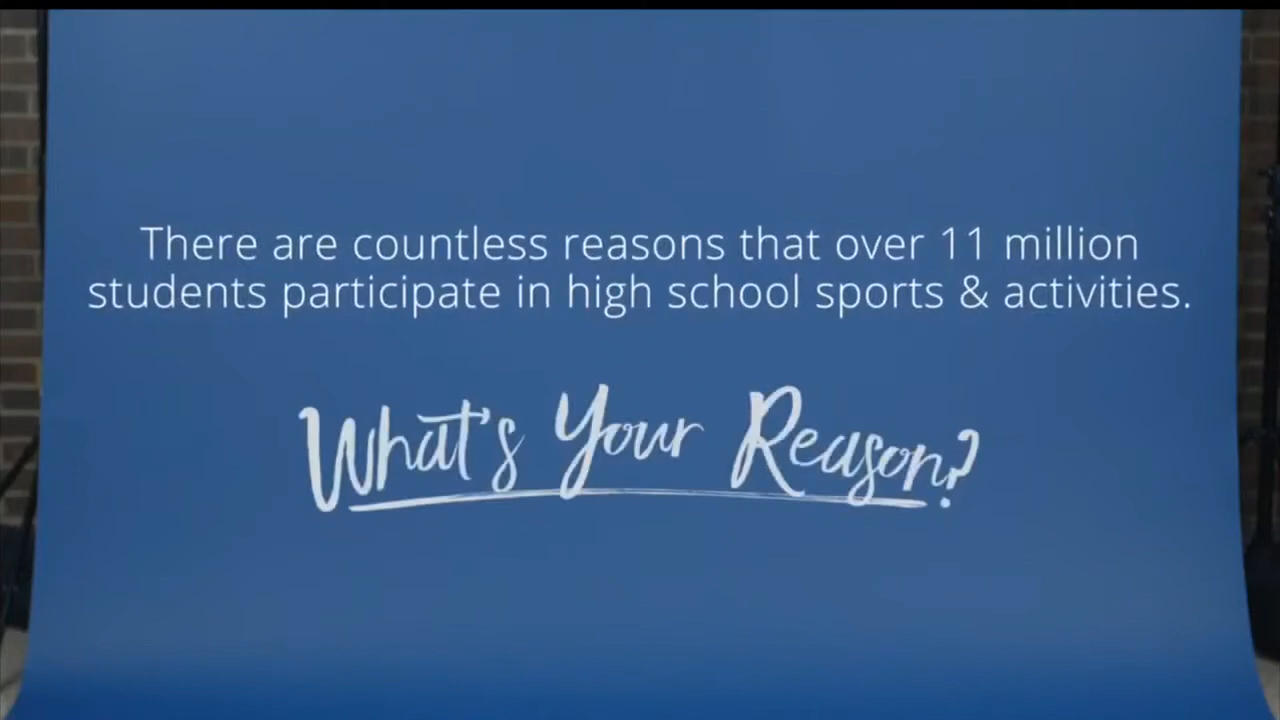 There are countless reasons that over 11 million
students participate in high school sports & activities.
What's Your Reason?